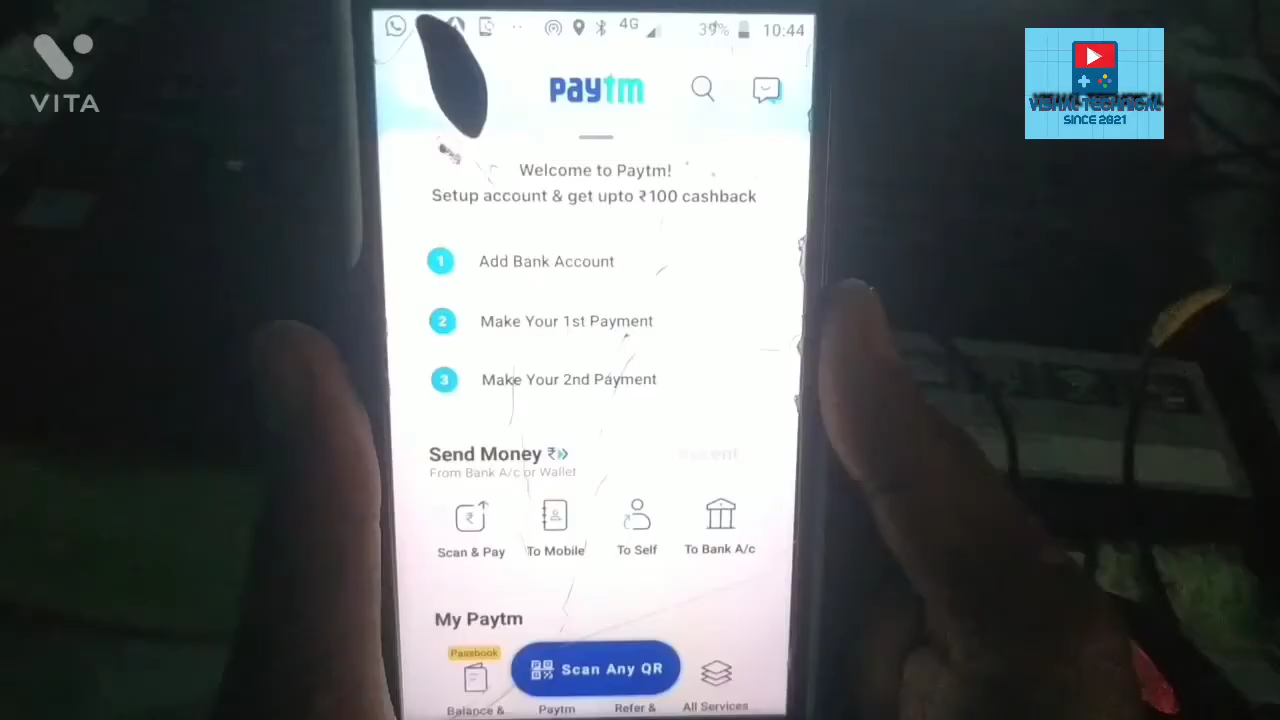 VITA
4G
39%
10:44
paytm
VISHAL TECHNICAL
SINCE 2021
Welcome to Paytm!
Setup account & get upto ₹100 cashback
1 Add Bank Account
2 Make Your 1st Payment
3 Make Your 2nd Payment
Send Money ₹
From Bank A/c or Wallet
Scan & Pay
To Mobile
To Self
To Bank A/c
My Paytm
Passbook
Scan Any QR
Balance &
Paytm
Refer &
All Services